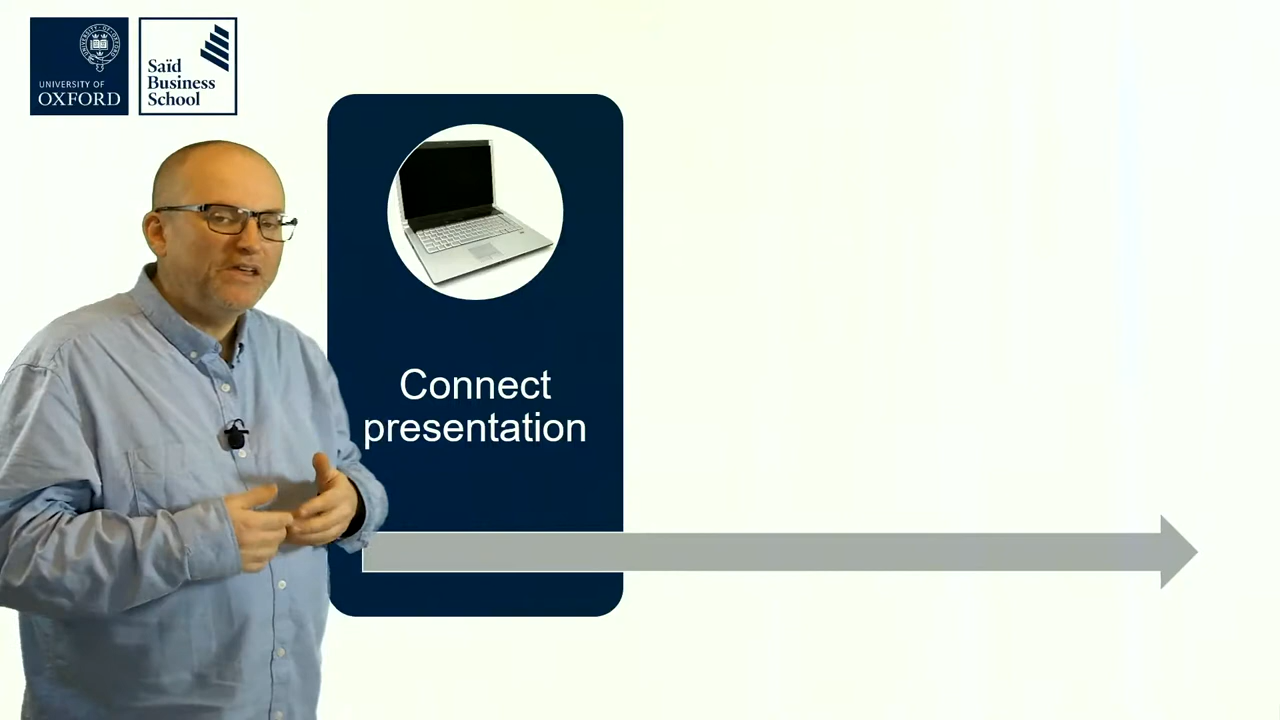 UNIVERSITY OF
OXFORD
Saïd
Business
School
Connect
presentation